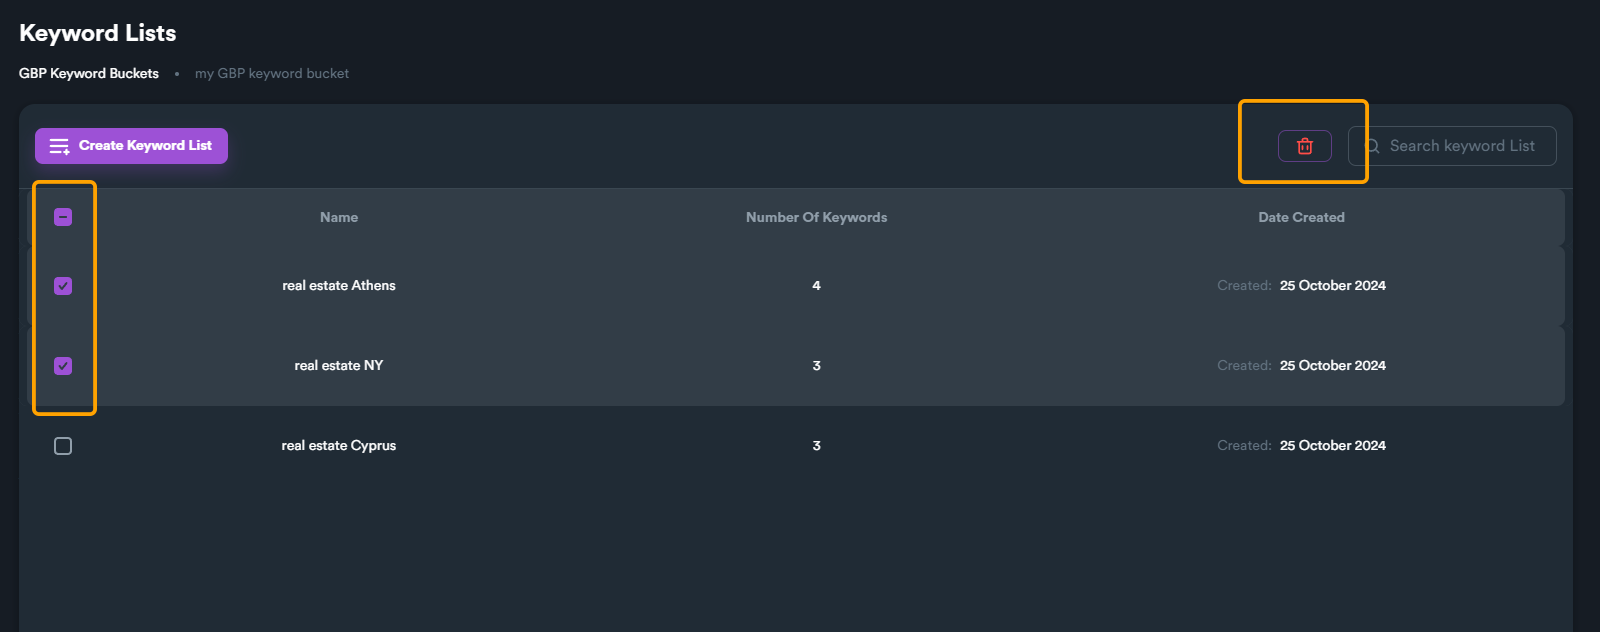 Keyword Lists
GBP Keyword Buckets • my GBP keyword bucket
Create Keyword List
Search keyword List
Name Number Of Keywords Date Created
real estate Athens 4 Created: 25 October 2024
real estate NY 3 Created: 25 October 2024
real estate Cyprus 3 Created: 25 October 2024